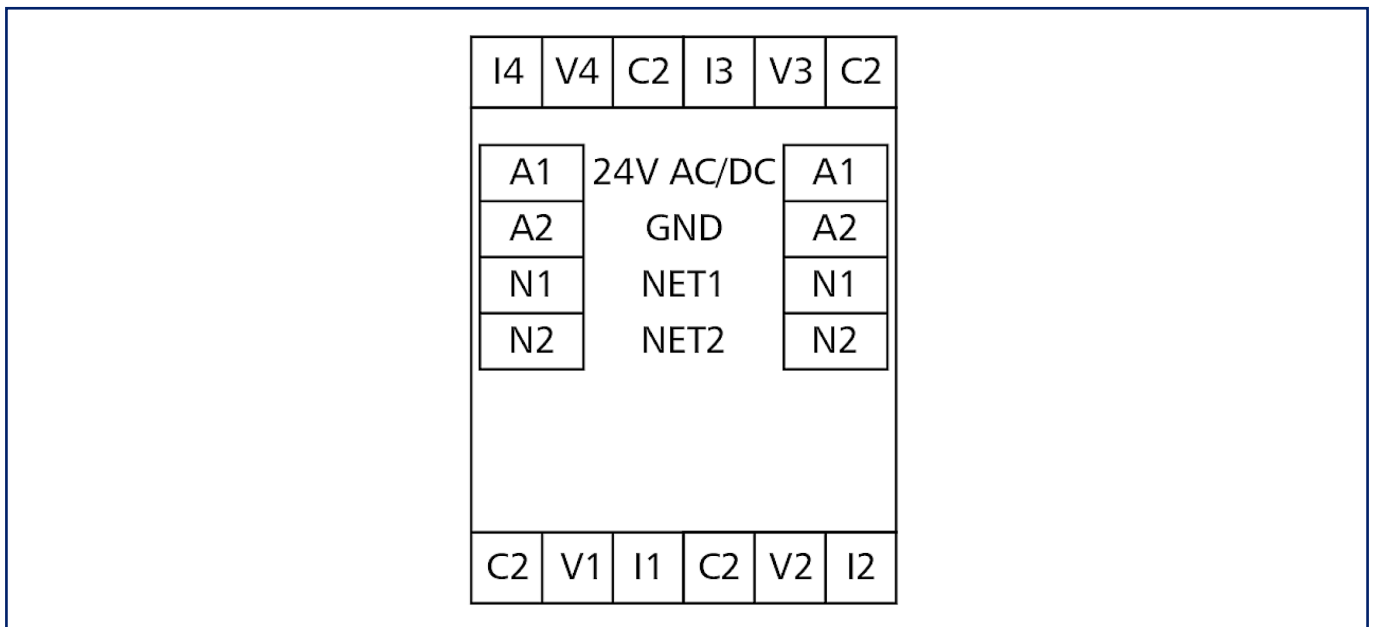 I4 V4 C2 I3 V3 C2
A1 24V AC/DC A1
A2 GND A2
N1 NET1 N1
N2 NET2 N2
C2 V1 I1 C2 V2 I2